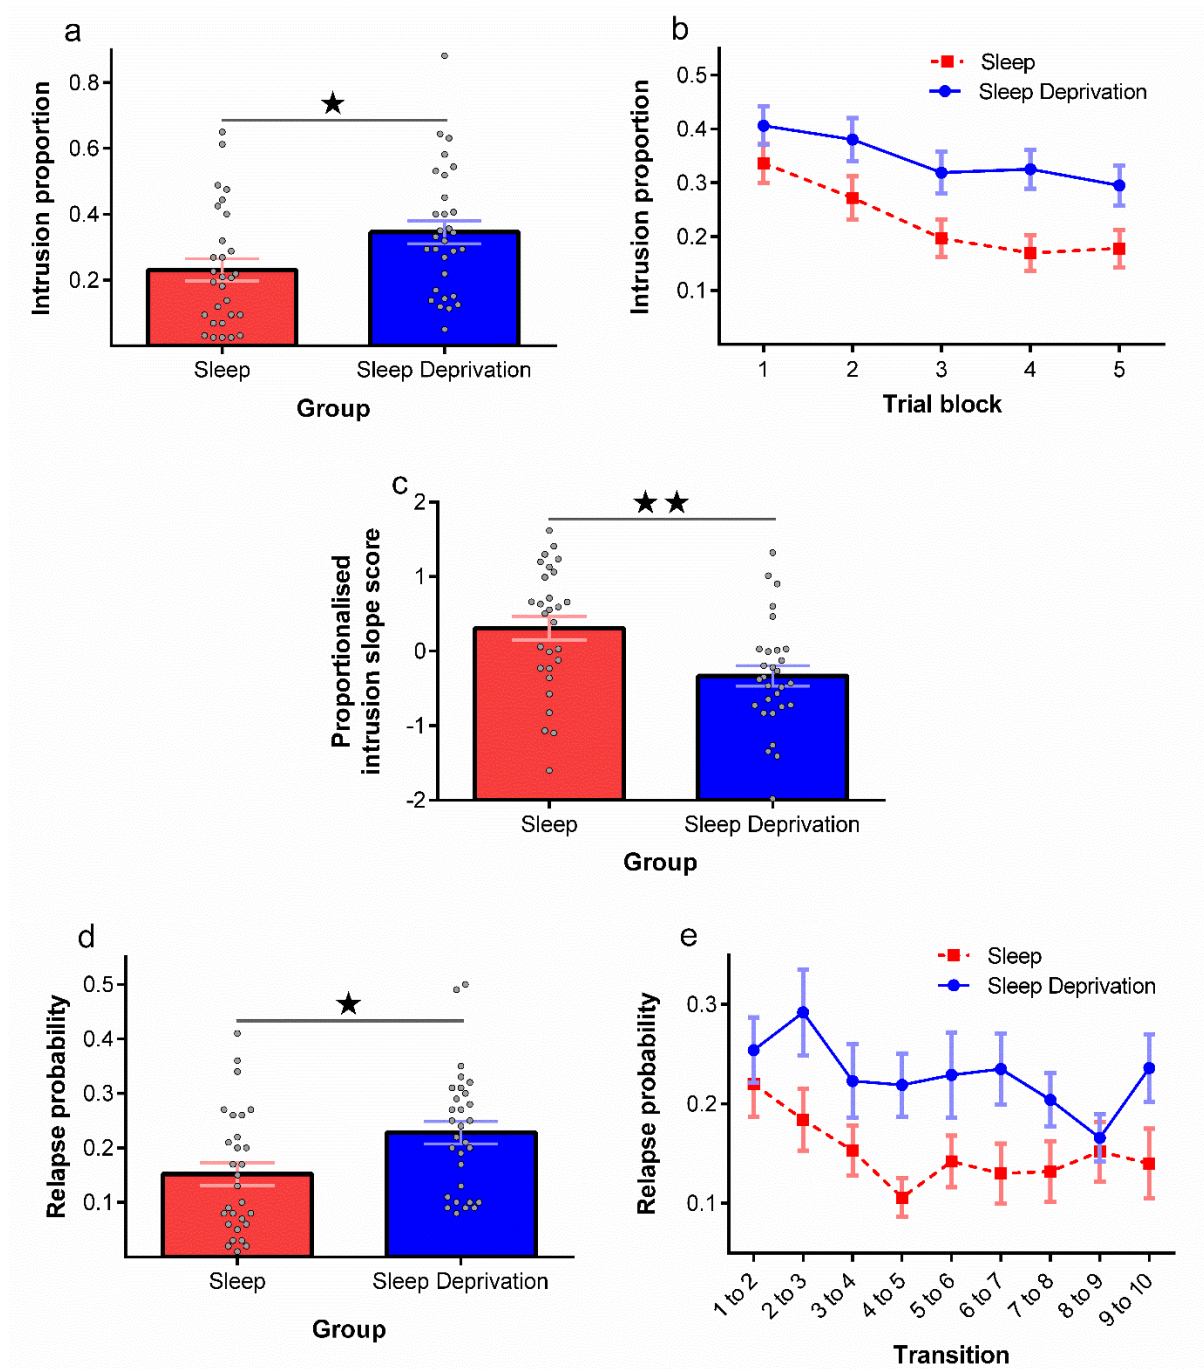 a
Intrusion proportion
0.8
0.6
0.4
0.2
Sleep
Sleep Deprivation
Group
b
Sleep
Sleep Deprivation
Intrusion proportion
0.5
0.4
0.3
0.2
0.1
1
2
3
4
5
Trial block
c
Proportionalised
intrusion slope score
2
1
0
-1
-2
Sleep
Sleep Deprivation
Group
d
Relapse probability
0.5
0.4
0.3
0.2
0.1
Sleep
Sleep Deprivation
Group
e
Sleep
Sleep Deprivation
Relapse probability
0.3
0.2
0.1
1 to 2
2 to 3
3 to 4
4 to 5
5 to 6
6 to 7
7 to 8
8 to 9
9 to 10
Transition